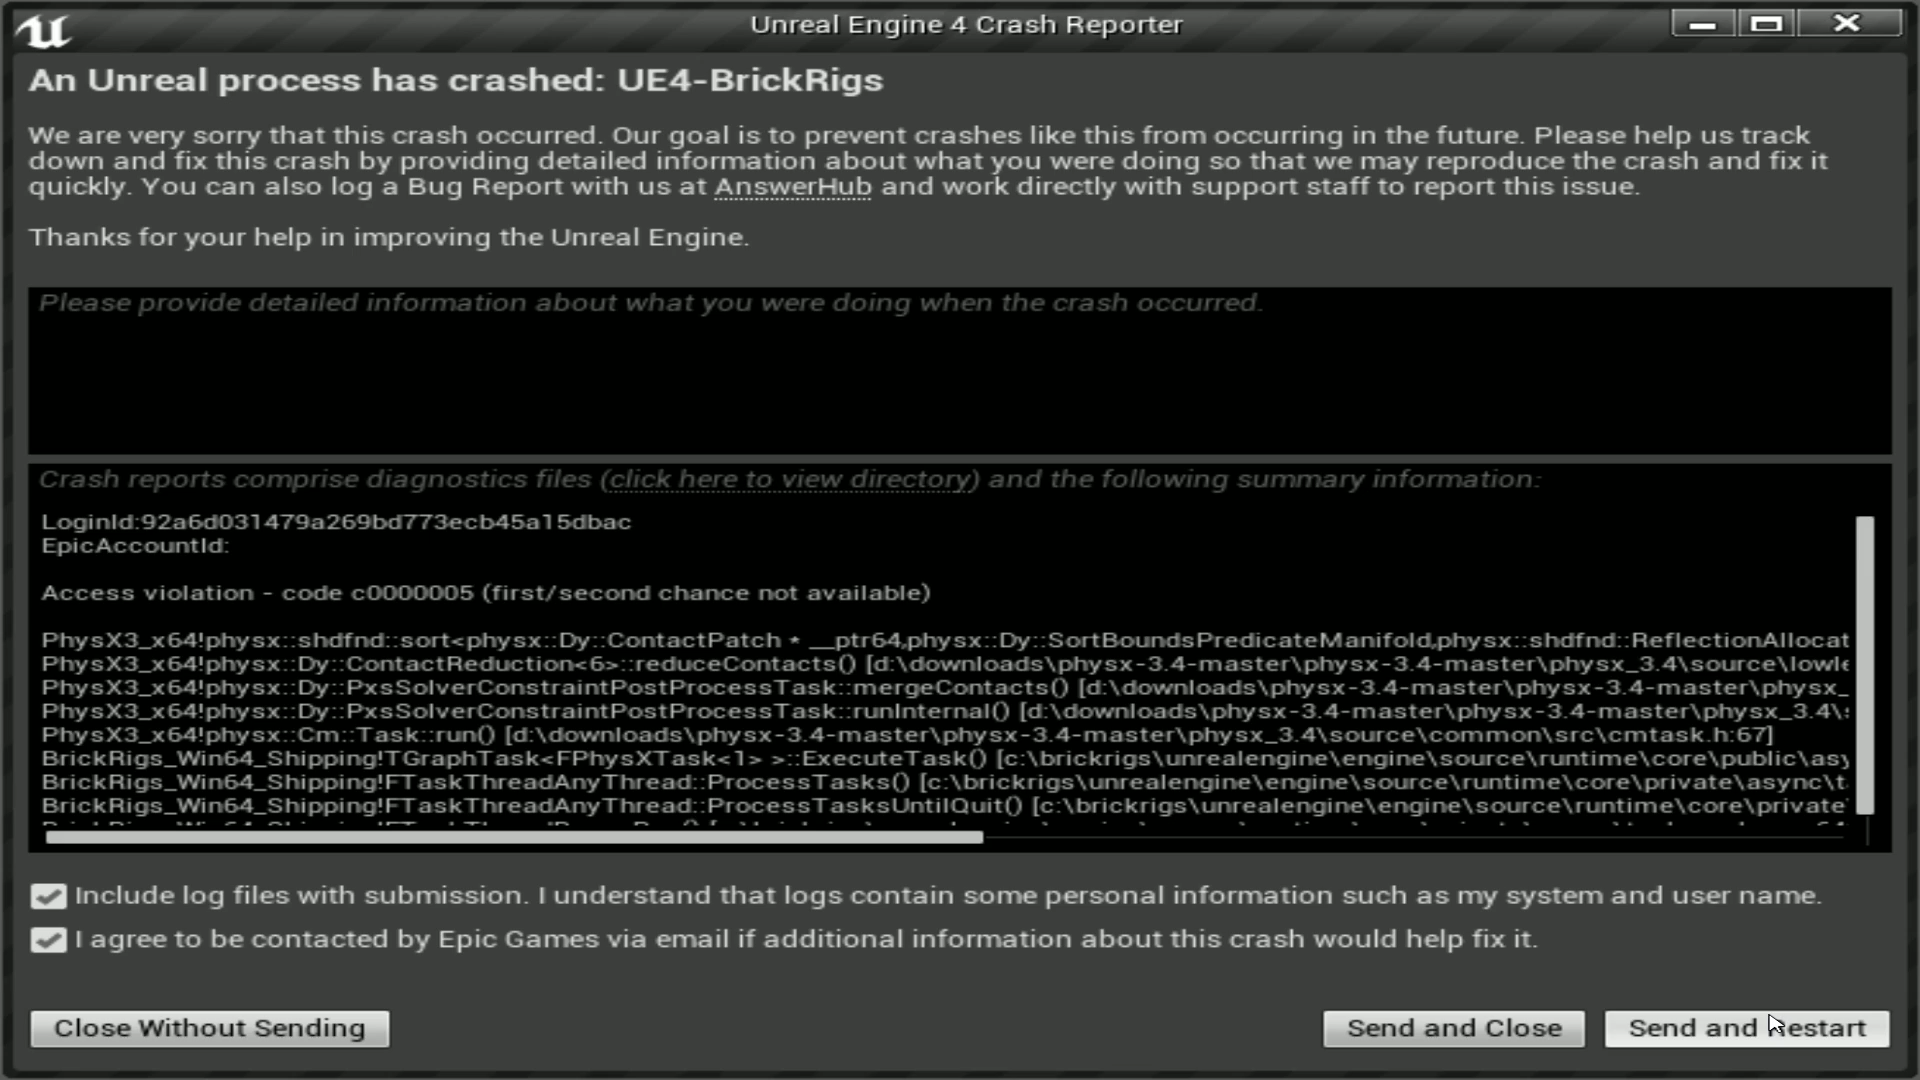 Unreal Engine 4 Crash Reporter
An Unreal process has crashed: UE4-BrickRigs
We are very sorry that this crash occurred. Our goal is to prevent crashes like this from occurring in the future. Please help us track
down and fix this crash by providing detailed information about what you were doing so that we may reproduce the crash and fix it
quickly. You can also log a Bug Report with us at AnswerHub and work directly with support staff to report this issue.
Thanks for your help in improving the Unreal Engine.
Please provide detailed information about what you were doing when the crash occurred.
Crash reports comprise diagnostics files (click here to view directory) and the following summary information:
LoginId:92a6d031479a269bd773ecb45a15dbac
EpicAccountId:
Access violation - code c0000005 (first/second chance not available)
PhysX3_x64!physx::shdfnd::sort<physx::Dy::ContactPatch * __ptr64,physx::Dy::SortBoundsPredicateManifold,physx::shdfnd::ReflectionAllocat
PhysX3_x64!physx::Dy::ContactReduction<6>::reduceContacts() [d:\downloads\physx-3.4-master\physx-3.4-master\physx_3.4\source\lowle
PhysX3_x64!physx::Dy::PxsSolverConstraintPostProcessTask::mergeContacts() [d:\downloads\physx-3.4-master\physx-3.4-master\physx_
PhysX3_x64!physx::Dy::PxsSolverConstraintPostProcessTask::runInternal() [d:\downloads\physx-3.4-master\physx-3.4-master\physx_3.4\
PhysX3_x64!physx::Cm::Task::run() [d:\downloads\physx-3.4-master\physx-3.4-master\physx_3.4\source\common\src\cmtask.h:67]
BrickRigs_Win64_Shipping!TGraphTask<FPhysXTask<1> >::ExecuteTask() [c:\brickrigs\unrealengine\engine\source\runtime\core\public\asy
BrickRigs_Win64_Shipping!FTaskThreadAnyThread::ProcessTasks() [c:\brickrigs\unrealengine\engine\source\runtime\core\private\async\t
BrickRigs_Win64_Shipping!FTaskThreadAnyThread::ProcessTasksUntilQuit() [c:\brickrigs\unrealengine\engine\source\runtime\core\private
Include log files with submission. I understand that logs contain some personal information such as my system and user name.
I agree to be contacted by Epic Games via email if additional information about this crash would help fix it.
Close Without Sending
Send and Close
Send and Restart